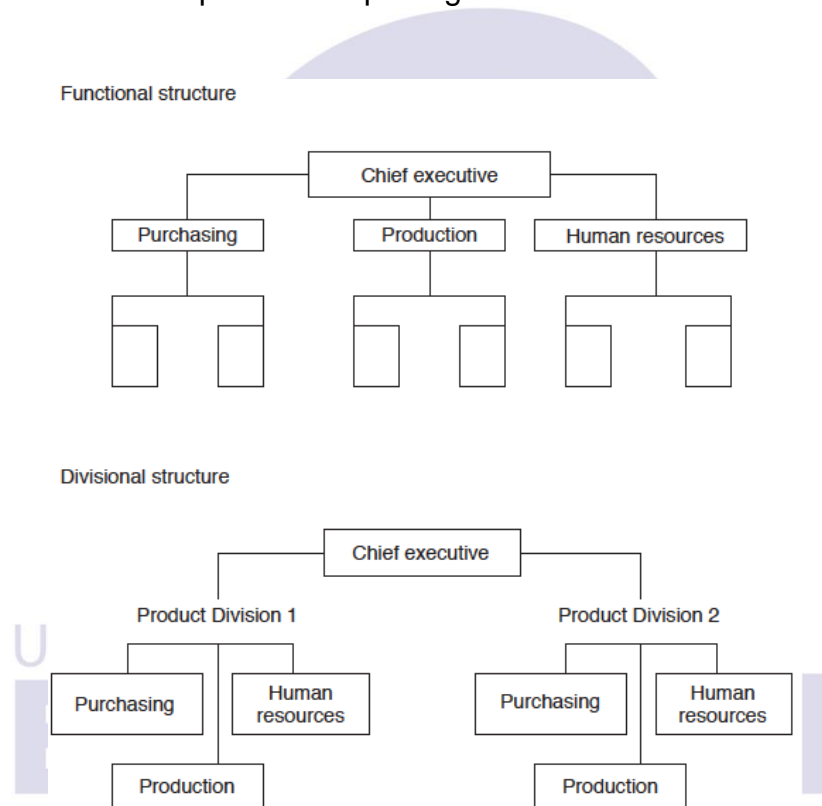 Functional structure
Chief executive
Purchasing
Production
Human resources
Divisional structure
Chief executive
Product Division 1
Product Division 2
Purchasing
Human
resources
Purchasing
Human
resources
Production
Production